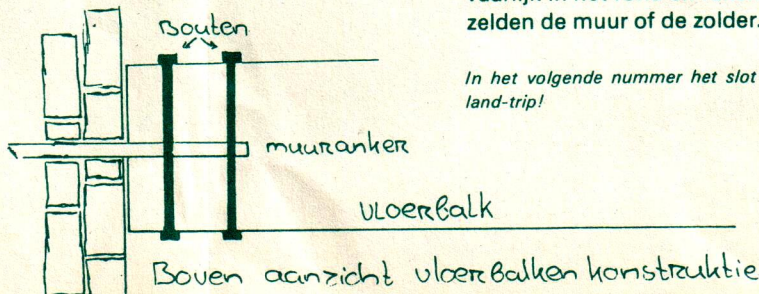 zelden de muur of de zolder.
In het volgende nummer het slot
land-trip!
Bouten
muuranker
vloerbalk
Boven aanzicht vloerbalken konstruktie